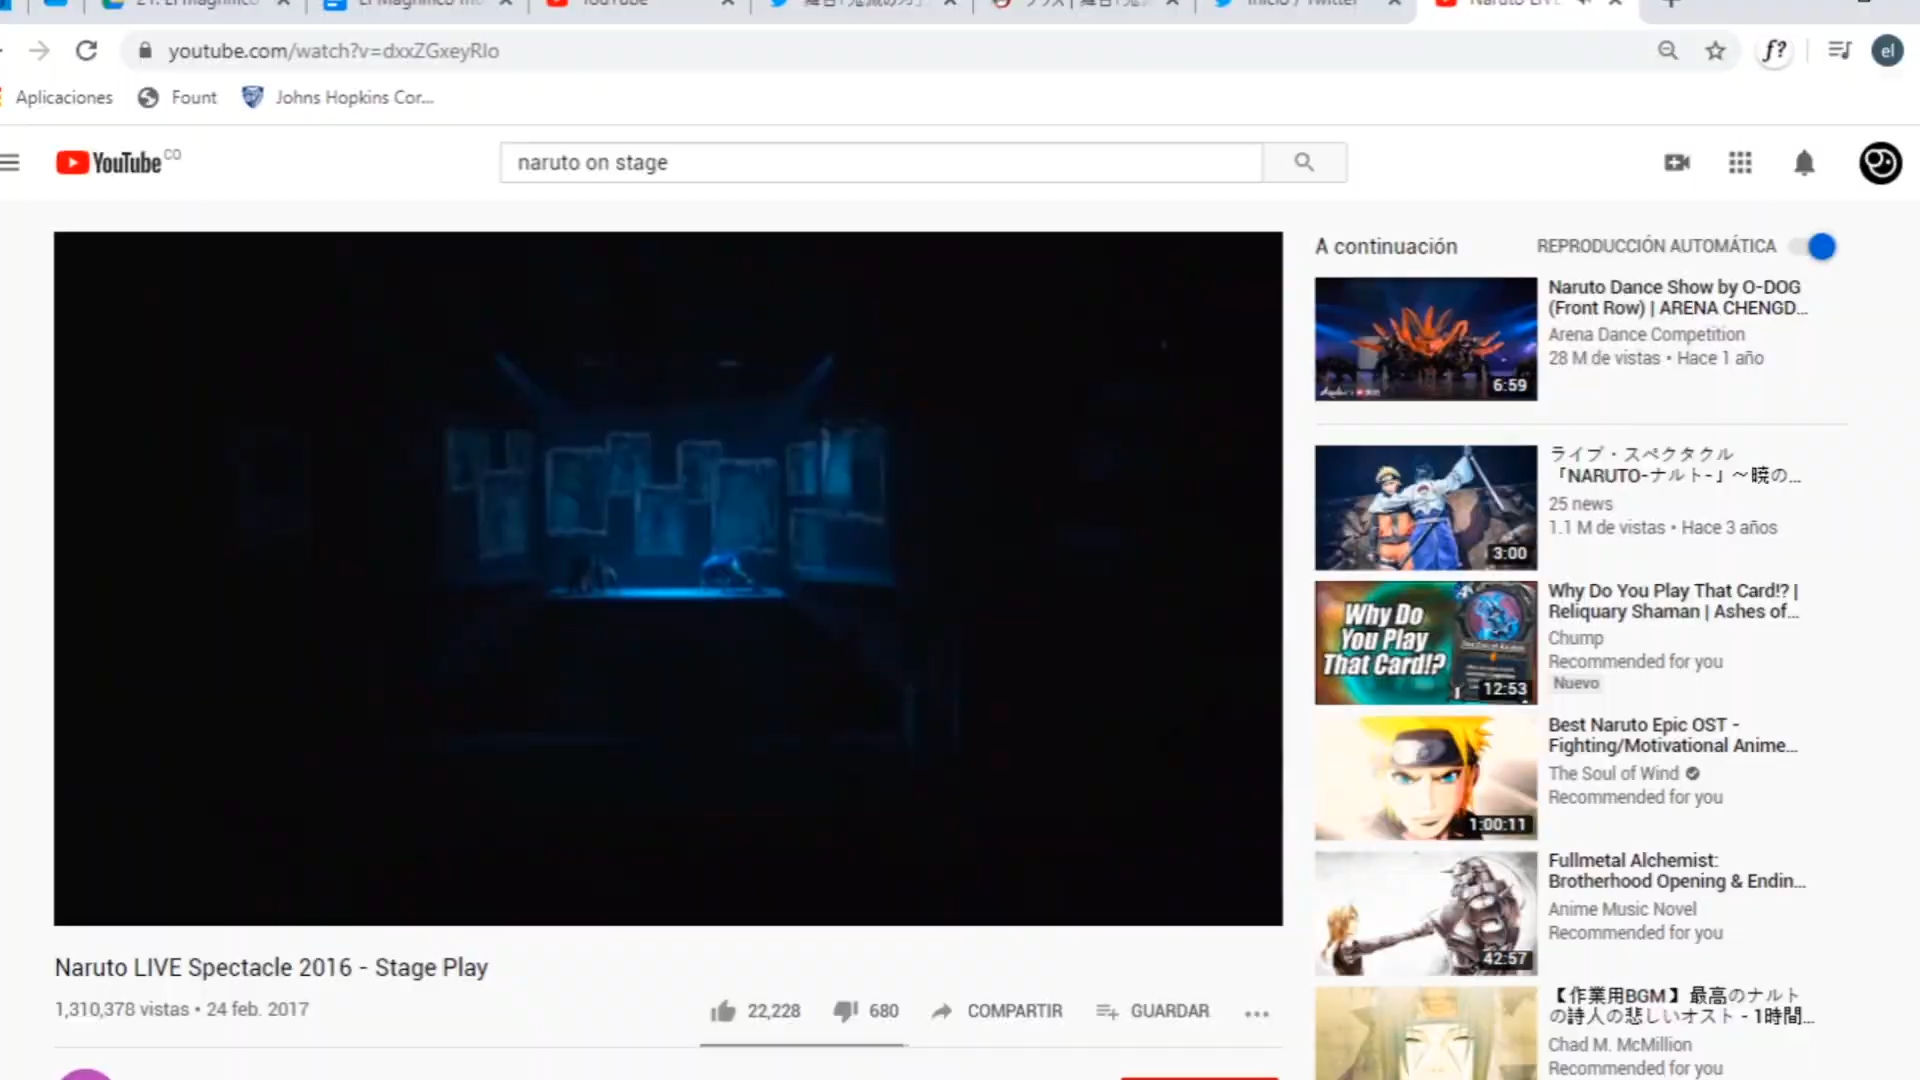 YouTube
Naruto LIVE
youtube.com/watch?v=dxxZGxeyRIo
f?
el
Aplicaciones
Fount
Johns Hopkins Cor...
YouTube CO
naruto on stage
A continuación
REPRODUCCIÓN AUTOMÁTICA
Naruto Dance Show by O-DOG
(Front Row) | ARENA CHENGD...
Arena Dance Competition
28 M de vistas • Hace 1 año
6:59
ライブ・スペクタクル
「NARUTO-ナルト-」～暁の...
25 news
1.1 M de vistas • Hace 3 años
3:00
Why Do You Play That Card!? |
Reliquary Shaman | Ashes of...
Chump
Recommended for you
Nuevo
Why Do
You Play
That Card!?
12:53
Best Naruto Epic OST -
Fighting/Motivational Anime...
The Soul of Wind
Recommended for you
1:00:11
Fullmetal Alchemist:
Brotherhood Opening & Endin...
Anime Music Novel
Recommended for you
42:57
【作業用BGM】最高のナルト
の詩人の悲しいオスト - 1時間...
Chad M. McMillion
Recommended for you
Naruto LIVE Spectacle 2016 - Stage Play
1,310,378 vistas • 24 feb. 2017
22,228
680
COMPARTIR
GUARDAR